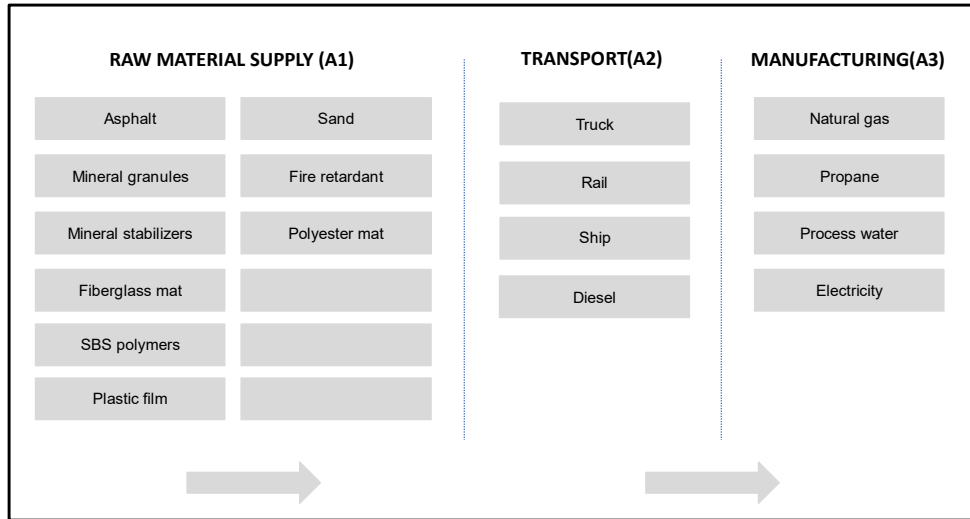 RAW MATERIAL SUPPLY (A1)
Asphalt
Sand
Mineral granules
Fire retardant
Mineral stabilizers
Polyester mat
Fiberglass mat
SBS polymers
Plastic film
TRANSPORT(A2)
Truck
Rail
Ship
Diesel
MANUFACTURING(A3)
Natural gas
Propane
Process water
Electricity